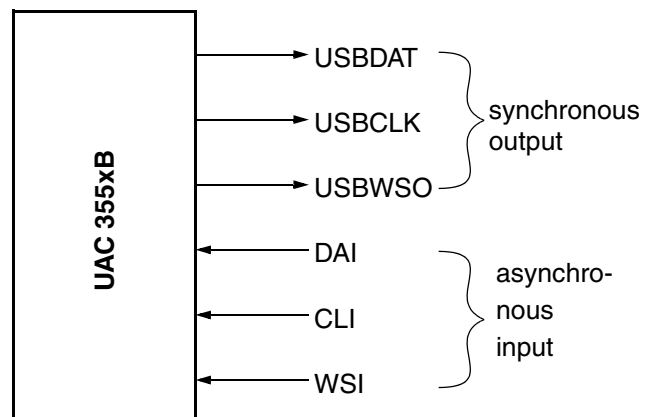 UAC 355xB
USBDAT
USBCLK
USBWSO
synchronous
output
DAI
CLI
WSI
asynchro-
nous
input